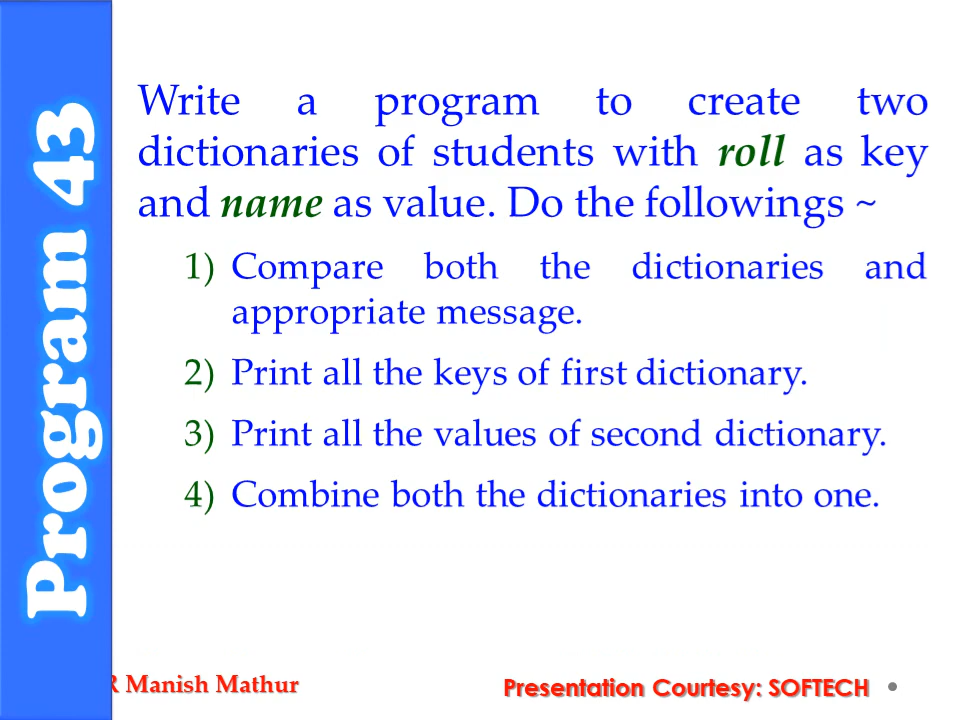 Program 43
Write a program to create two
dictionaries of students with roll as key
and name as value. Do the followings ~
1) Compare both the dictionaries and
appropriate message.
2) Print all the keys of first dictionary.
3) Print all the values of second dictionary.
4) Combine both the dictionaries into one.
R Manish Mathur
Presentation Courtesy: SOFTECH